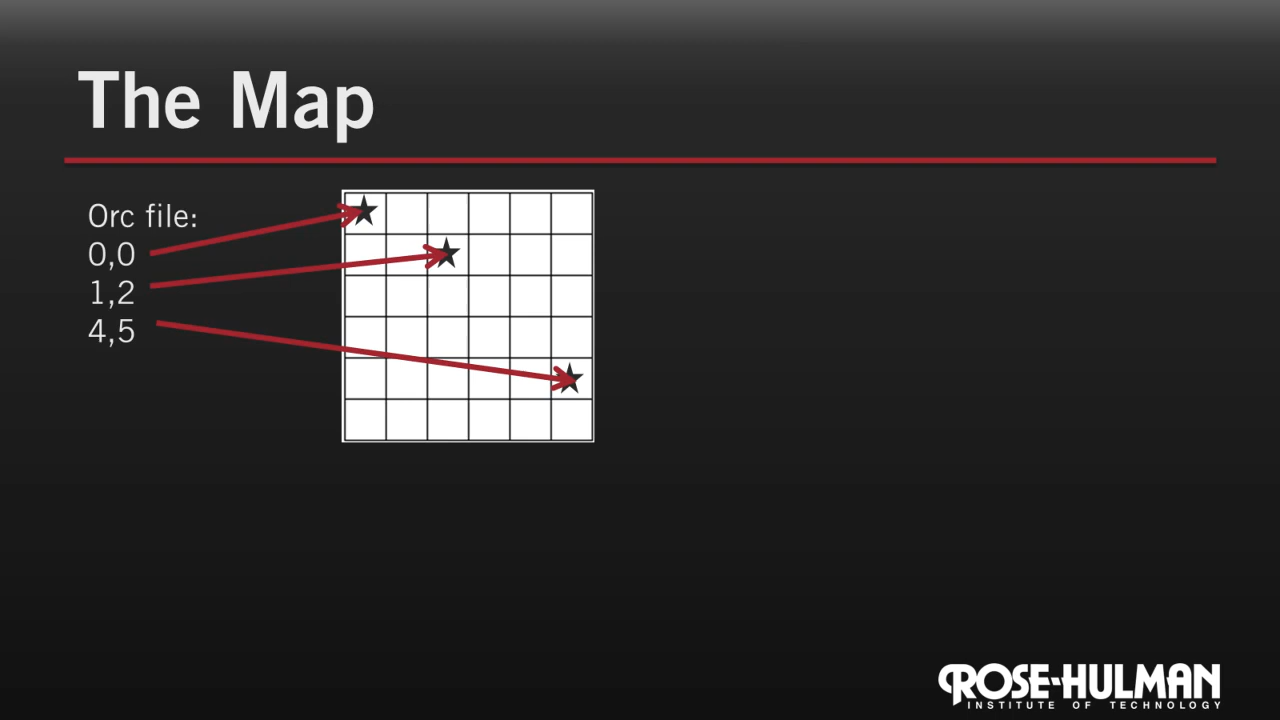 The Map
Orc file:
0,0
1,2
4,5
ROSE-HULMAN
INSTITUTE OF TECHNOLOGY